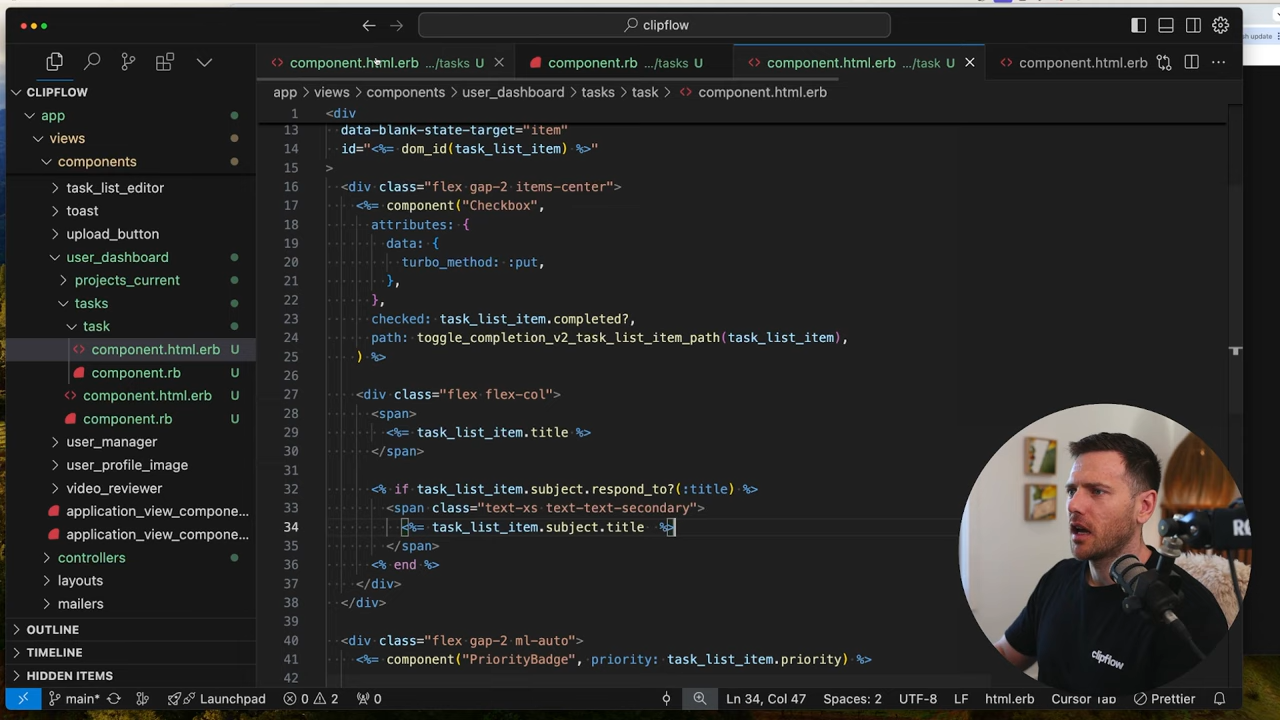 clipflow
component.html.erb .../tasks U
component.rb .../tasks U
component.html.erb .../task U
component.html.erb
CLIPFLOW
app
views
components
task_list_editor
toast
upload_button
user_dashboard
projects_current
tasks
task
component.html.erb U
component.rb U
component.html.erb U
component.rb U
user_manager
user_profile_image
video_reviewer
application_view_compone...
application_view_compone...
controllers
layouts
mailers
OUTLINE
TIMELINE
HIDDEN ITEMS
app > views > components > user_dashboard > tasks > task > component.html.erb
1 <div
13 data-blank-state-target="item"
14 id="<%= dom_id(task_list_item) %>"
15 >
16 <div class="flex gap-2 items-center">
17 <%= component("Checkbox",
18 attributes: {
19 data: {
20 turbo_method: :put,
21 },
22 },
23 checked: task_list_item.completed?,
24 path: toggle_completion_v2_task_list_item_path(task_list_item),
25 ) %>
26
27 <div class="flex flex-col">
28 <span>
29 <%= task_list_item.title %>
30 </span>
31
32 <% if task_list_item.subject.respond_to?(:title) %>
33 <span class="text-xs text-text-secondary">
34 <%= task_list_item.subject.title %>
35 </span>
36 <% end %>
37 </div>
38 </div>
39
40 <div class="flex gap-2 ml-auto">
41 <%= component("PriorityBadge", priority: task_list_item.priority) %>
42
main* Launchpad 0 2 0 Ln 34, Col 47 Spaces: 2 UTF-8 LF html.erb Cursor Tab Prettier
clipflow